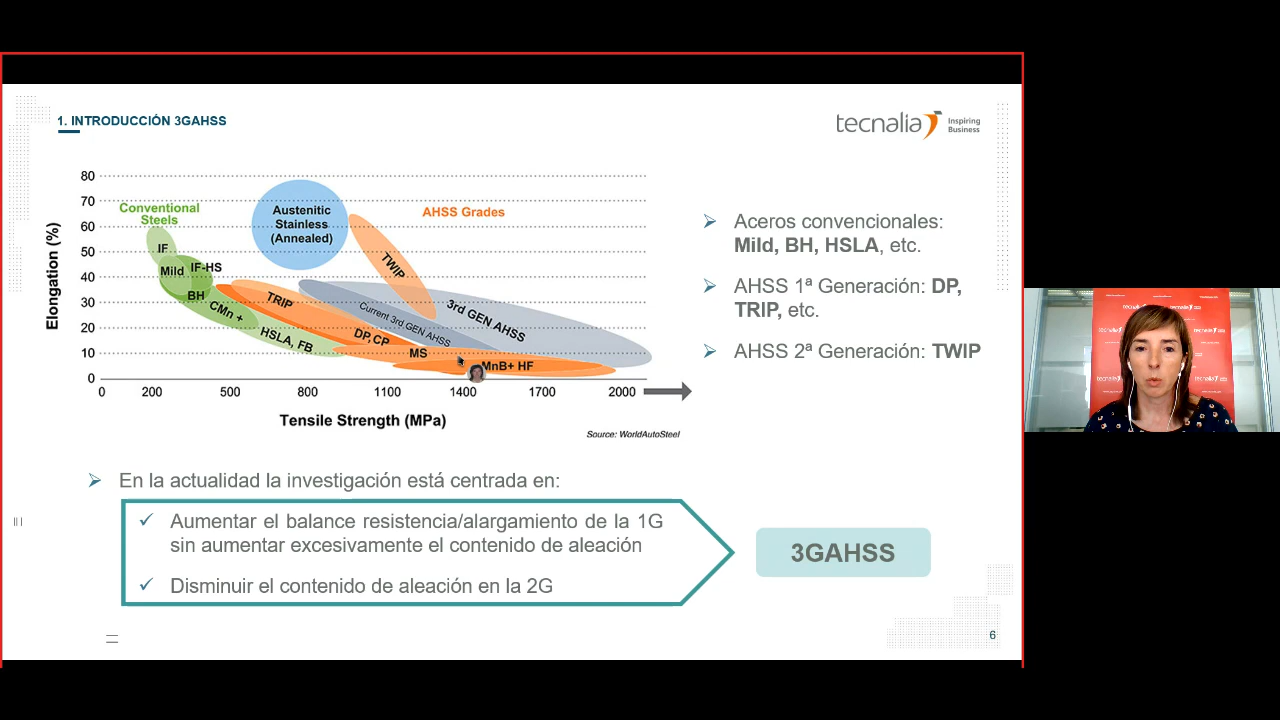 1. INTRODUCCIÓN 3GAHSS
tecnalia Inspiring
Business
80
70
60
50
40
30
20
10
0
Elongation (%)
Conventional
Steels
Austenitic
Stainless
(Annealed)
AHSS Grades
IF
Mild
IF-HS
BH
CMn +
HSLA, FB
TRIP
TWIP
Current 3rd GEN AHSS
3rd GEN AHSS
DP,CP
MS
MnB+ HF
0 200 500 800 1100 1400 1700 2000
Tensile Strength (MPa)
Source: WorldAutoSteel
Aceros convencionales:
Mild, BH, HSLA, etc.
AHSS 1ª Generación: DP,
TRIP, etc.
AHSS 2ª Generación: TWIP
En la actualidad la investigación está centrada en:
Aumentar el balance resistencia/alargamiento de la 1G
sin aumentar excesivamente el contenido de aleación
Disminuir el contenido de aleación en la 2G
3GAHSS
6
tecnalia